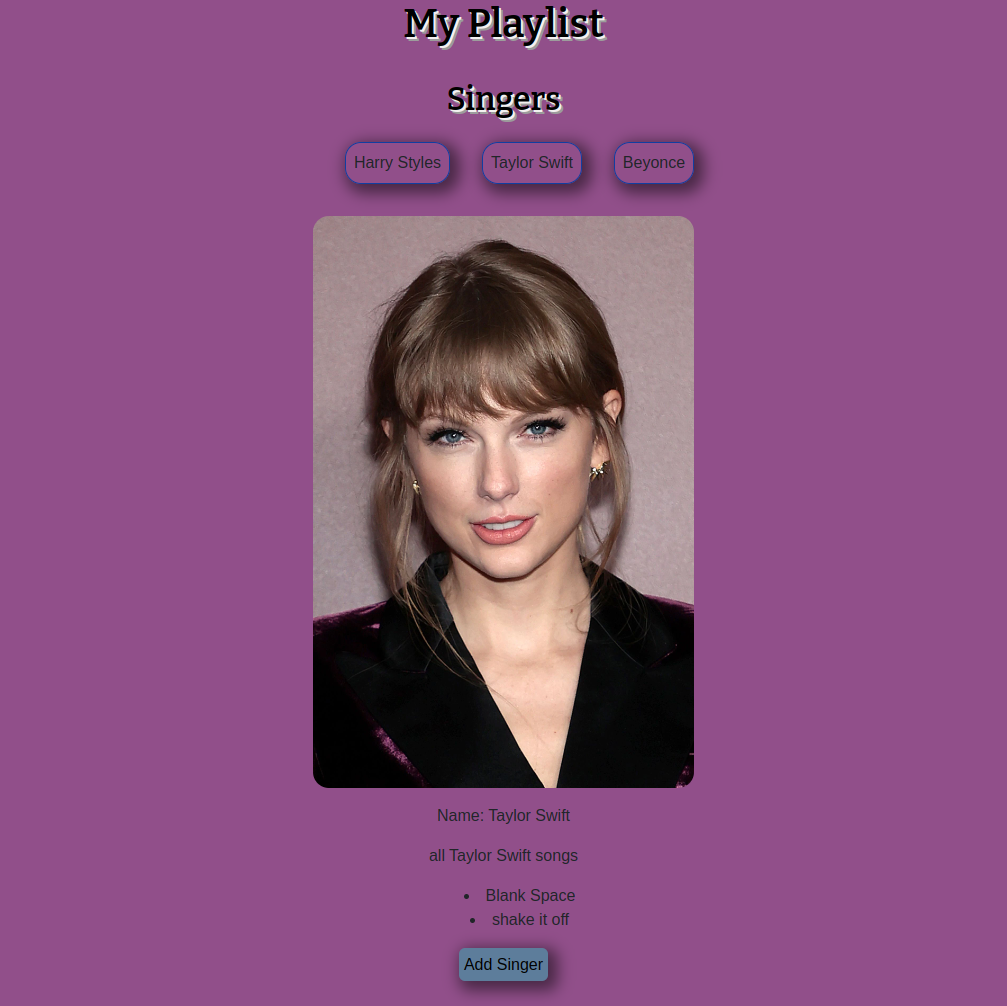 My Playlist
Singers
Harry Styles Taylor Swift Beyonce
Name: Taylor Swift
all Taylor Swift songs
• Blank Space
• shake it off
Add Singer